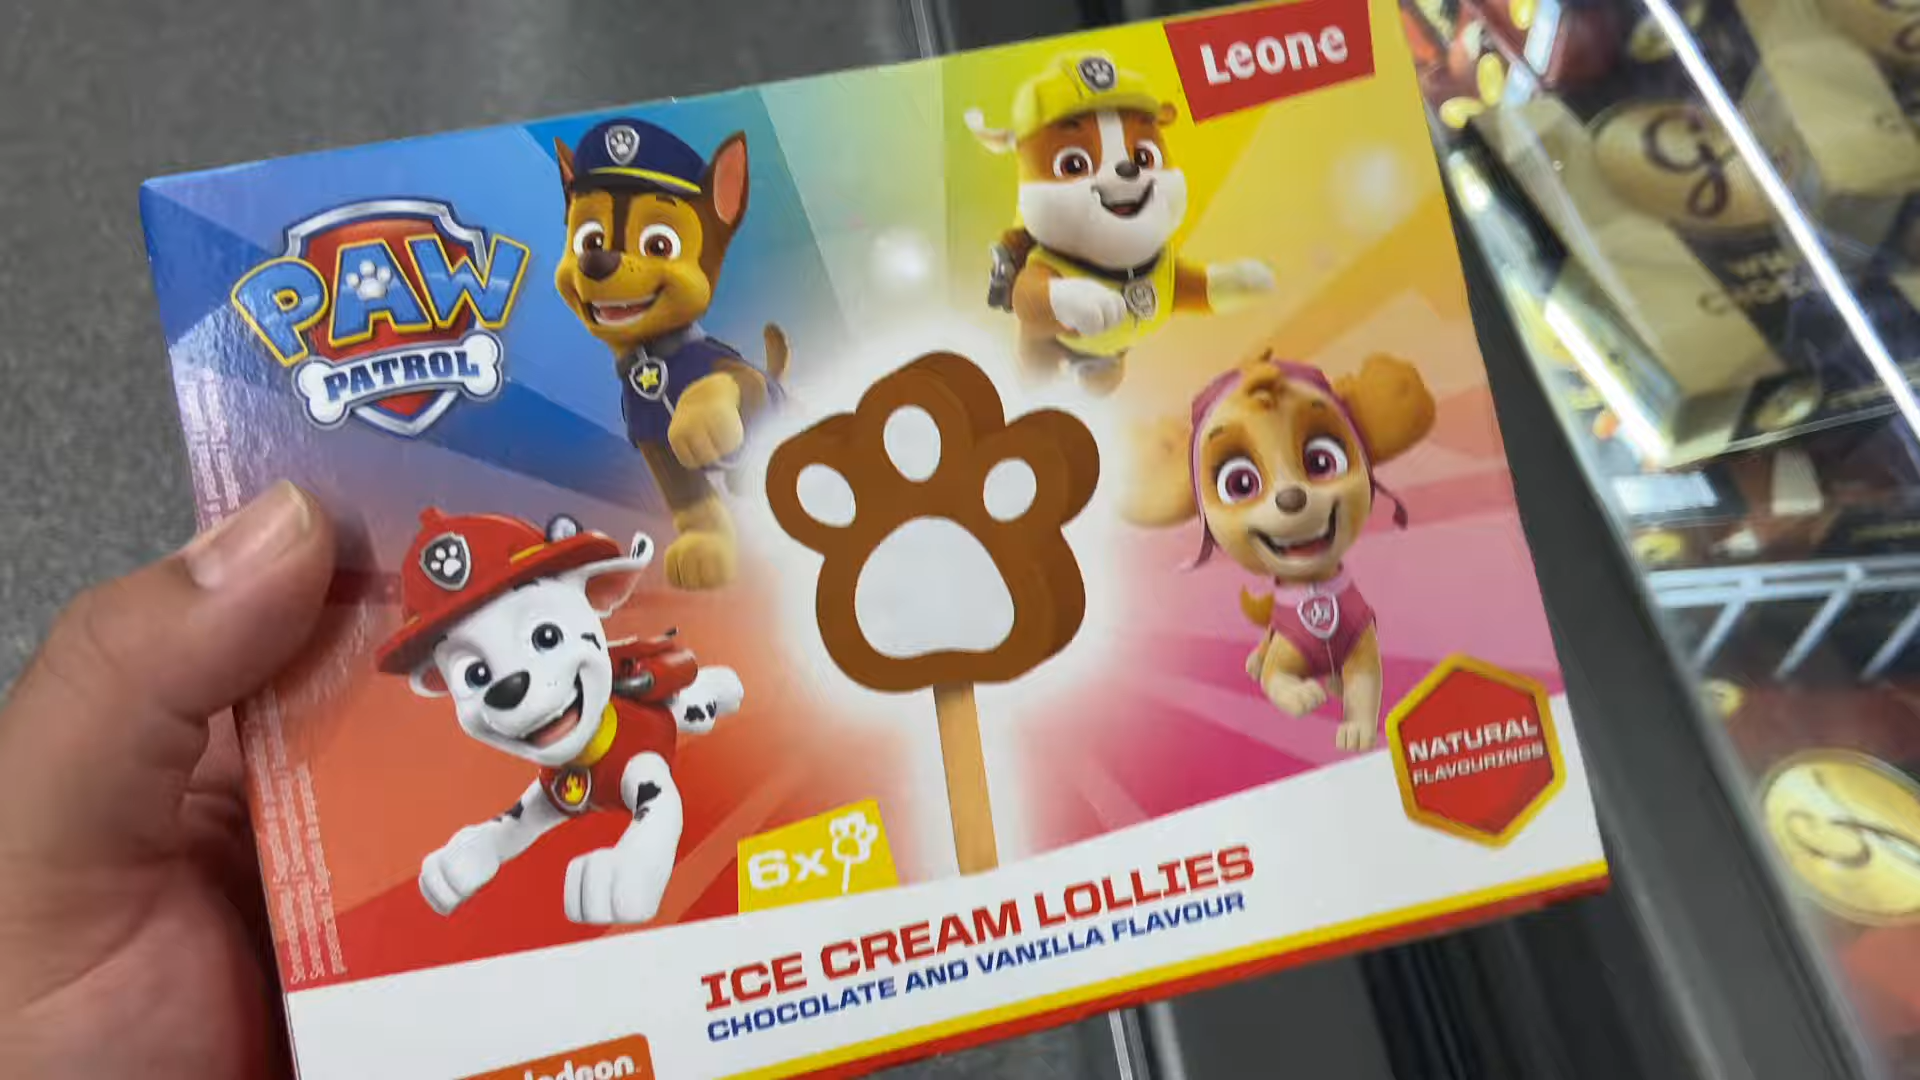 Leone
PAW
PATROL
NATURAL
FLAVOURINGS
6x
ICE CREAM LOLLIES
CHOCOLATE AND VANILLA FLAVOUR